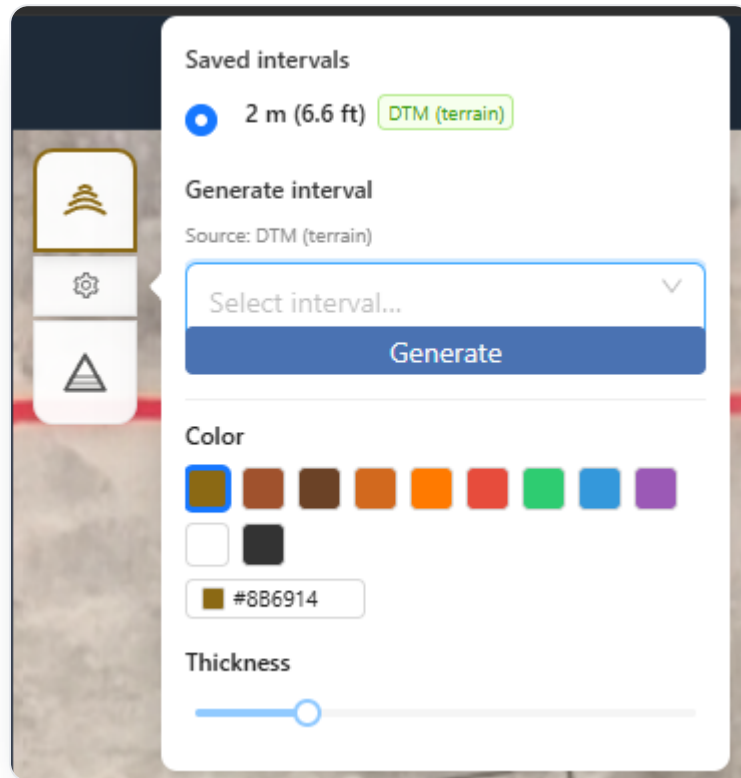 Saved intervals
2 m (6.6 ft) DTM (terrain)
Generate interval
Source: DTM (terrain)
Select interval...
Generate
Color
#8B6914
Thickness